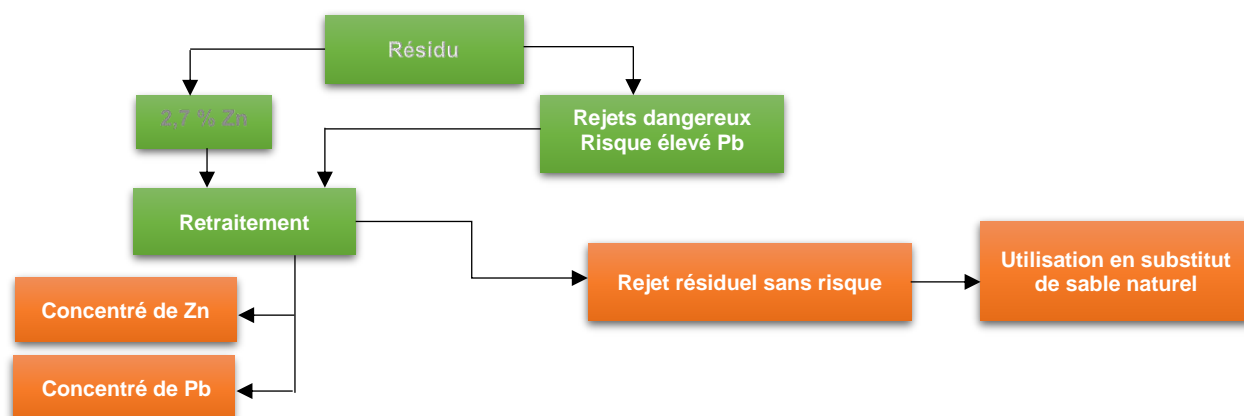 Résidu
2,7 % Zn
Rejets dangereux
Risque élevé Pb
Retraitement
Concentré de Zn
Concentré de Pb
Rejet résiduel sans risque
Utilisation en substitut
de sable naturel